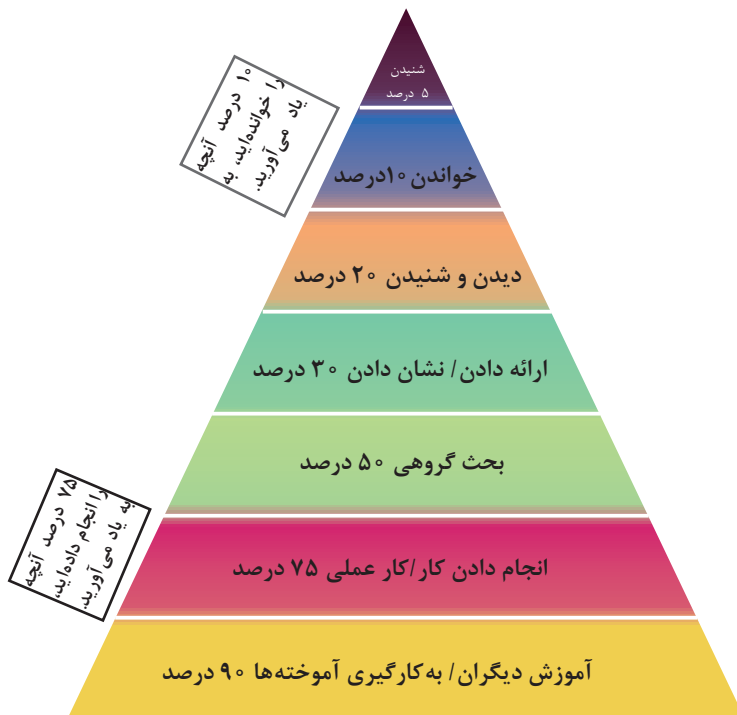 شنیدن
۵ درصد
۱۰ درصد آنچه
را خوانده‌اید، به
یاد می‌آورید.
خواندن ۱۰درصد
دیدن و شنیدن ۲۰ درصد
ارائه دادن/ نشان دادن ۳۰ درصد
بحث گروهی ۵۰ درصد
۷۵ درصد آنچه
را انجام داده‌اید،
به یاد می‌آورید.
انجام دادن کار/کار عملی ۷۵ درصد
آموزش دیگران/ به‌کارگیری آموخته‌ها ۹۰ درصد